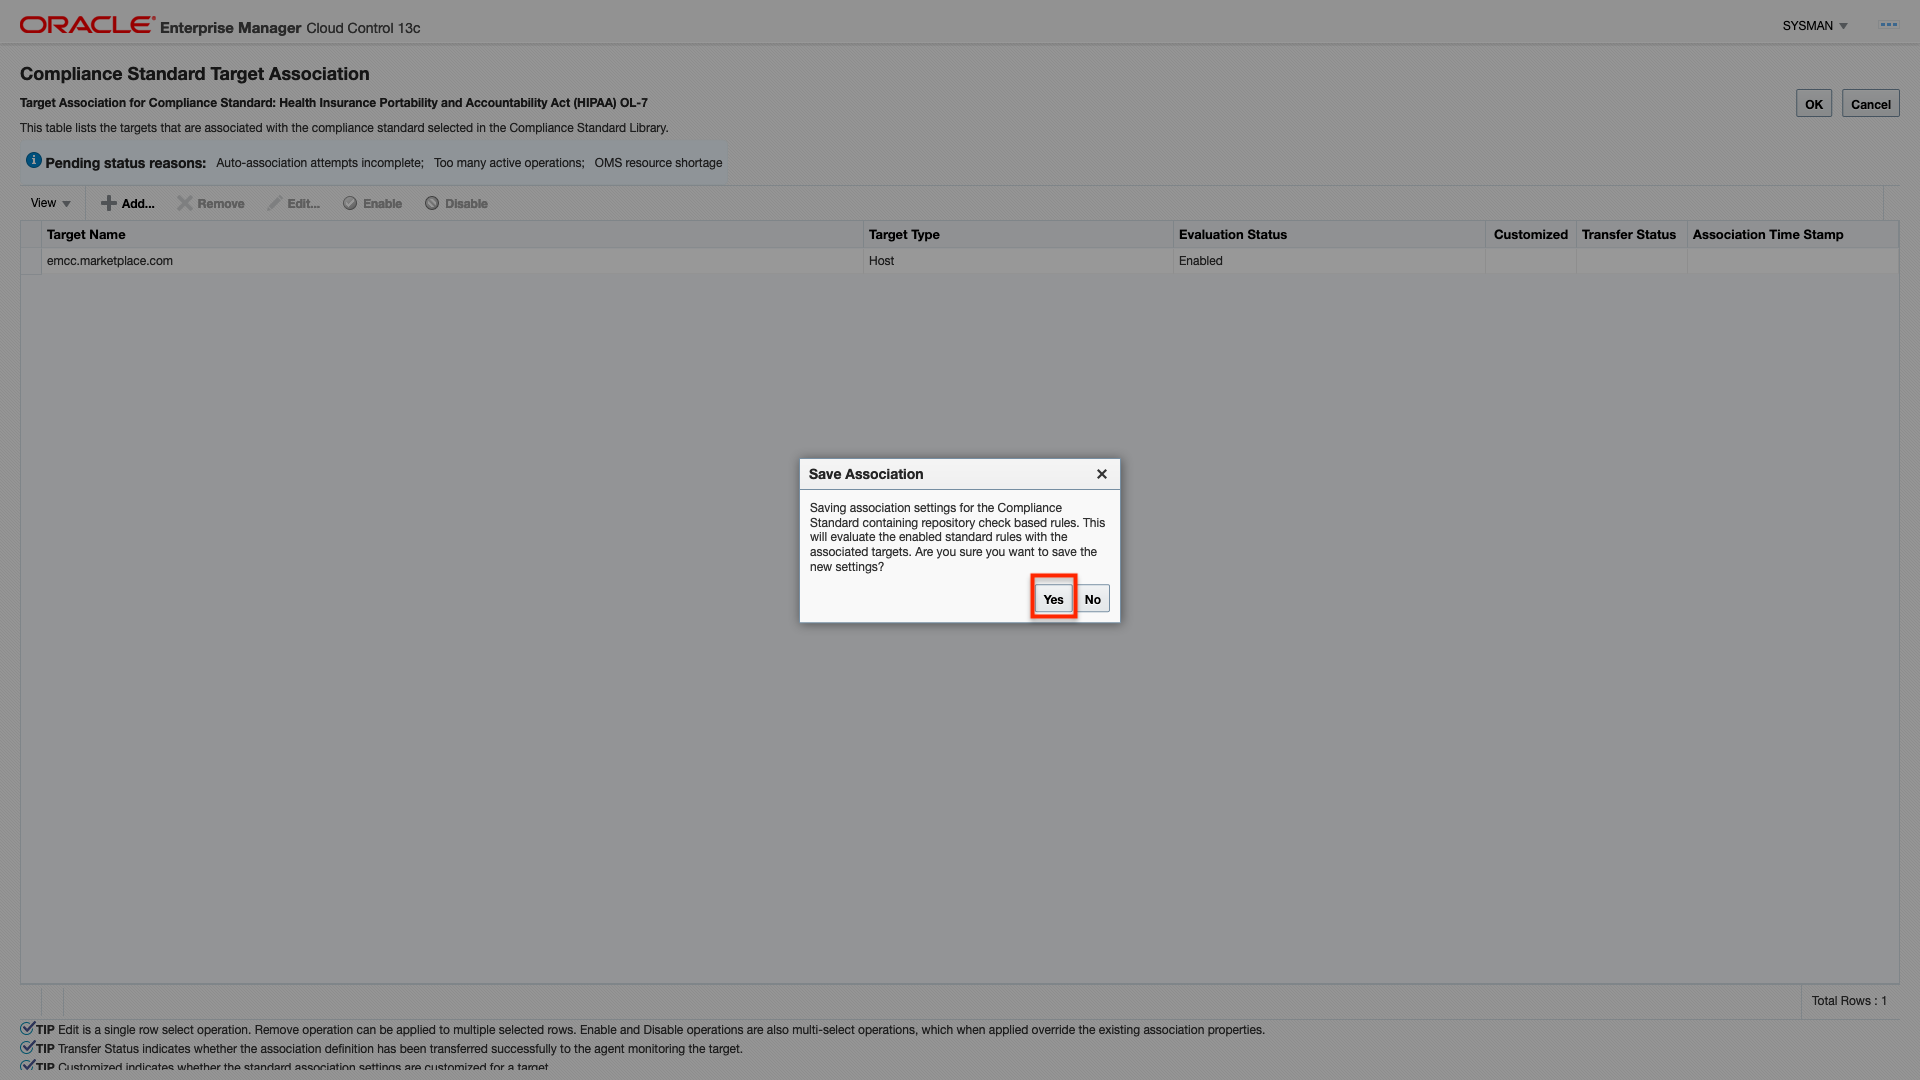 ORACLE Enterprise Manager Cloud Control 13c
SYSMAN
Compliance Standard Target Association
Target Association for Compliance Standard: Health Insurance Portability and Accountability Act (HIPAA) OL-7
OK Cancel
This table lists the targets that are associated with the compliance standard selected in the Compliance Standard Library.
Pending status reasons: Auto-association attempts incomplete; Too many active operations; OMS resource shortage
View Add... Remove Edit... Enable Disable
Target Name Target Type Evaluation Status Customized Transfer Status Association Time Stamp
emcc.marketplace.com Host Enabled
Save Association
Saving association settings for the Compliance
Standard containing repository check based rules. This
will evaluate the enabled standard rules with the
associated targets. Are you sure you want to save the
new settings?
Yes No
Total Rows : 1
TIP Edit is a single row select operation. Remove operation can be applied to multiple selected rows. Enable and Disable operations are also multi-select operations, which when applied override the existing association properties.
TIP Transfer Status indicates whether the association definition has been transferred successfully to the agent monitoring the target.
TIP Customized indicates whether the standard association settings are customized for a target